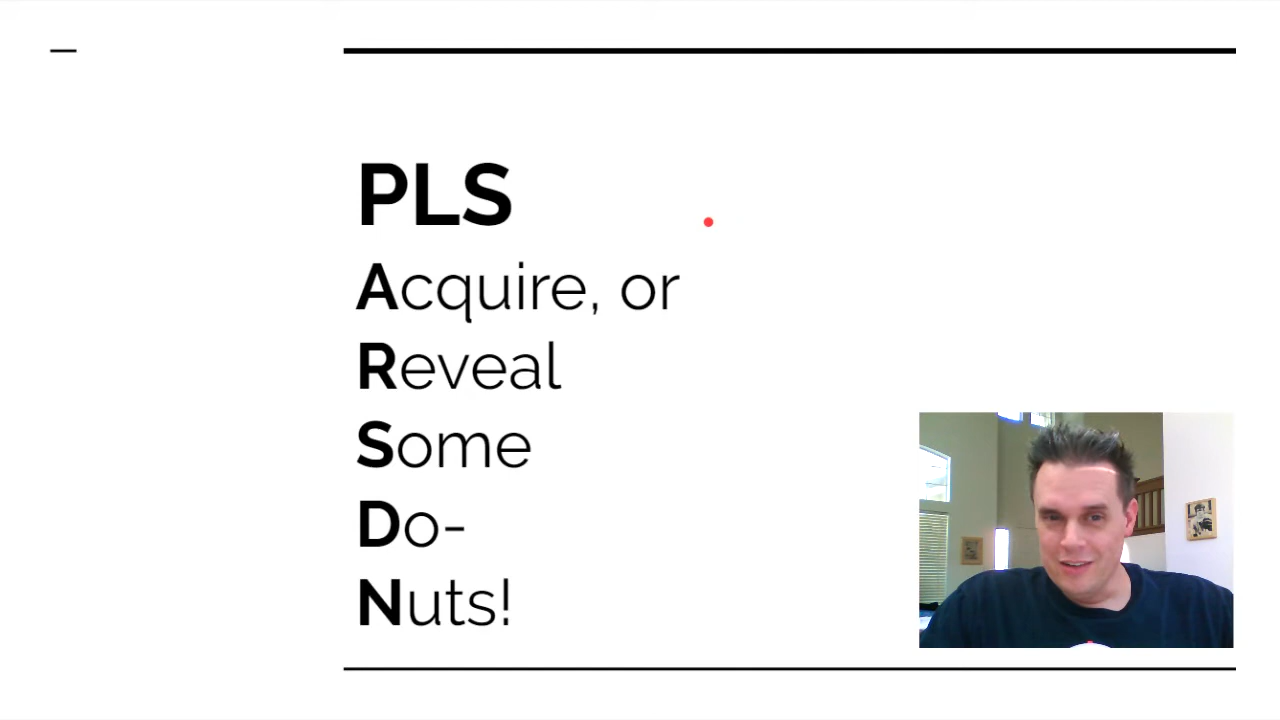 PLS
Acquire, or
Reveal
Some
Do-
Nuts!